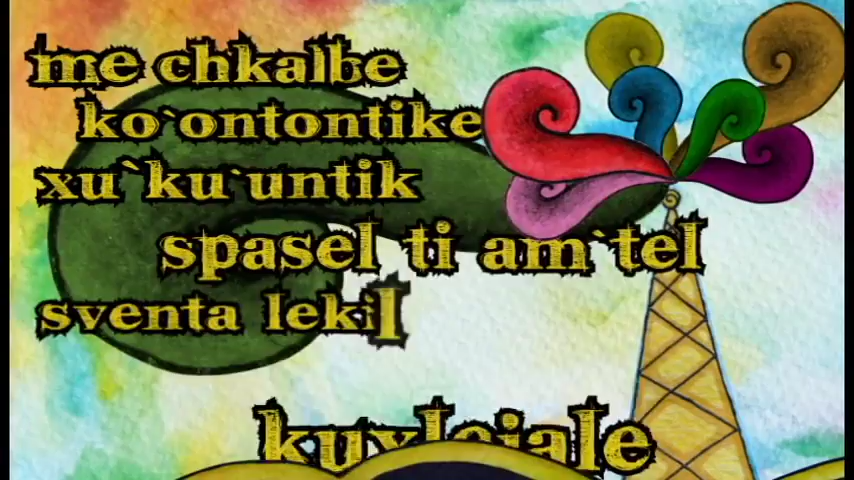 me chkalbe
ko`ontontike
xu`ku`untik
spasel ti am`tel
sventa lekil
kuxlejale